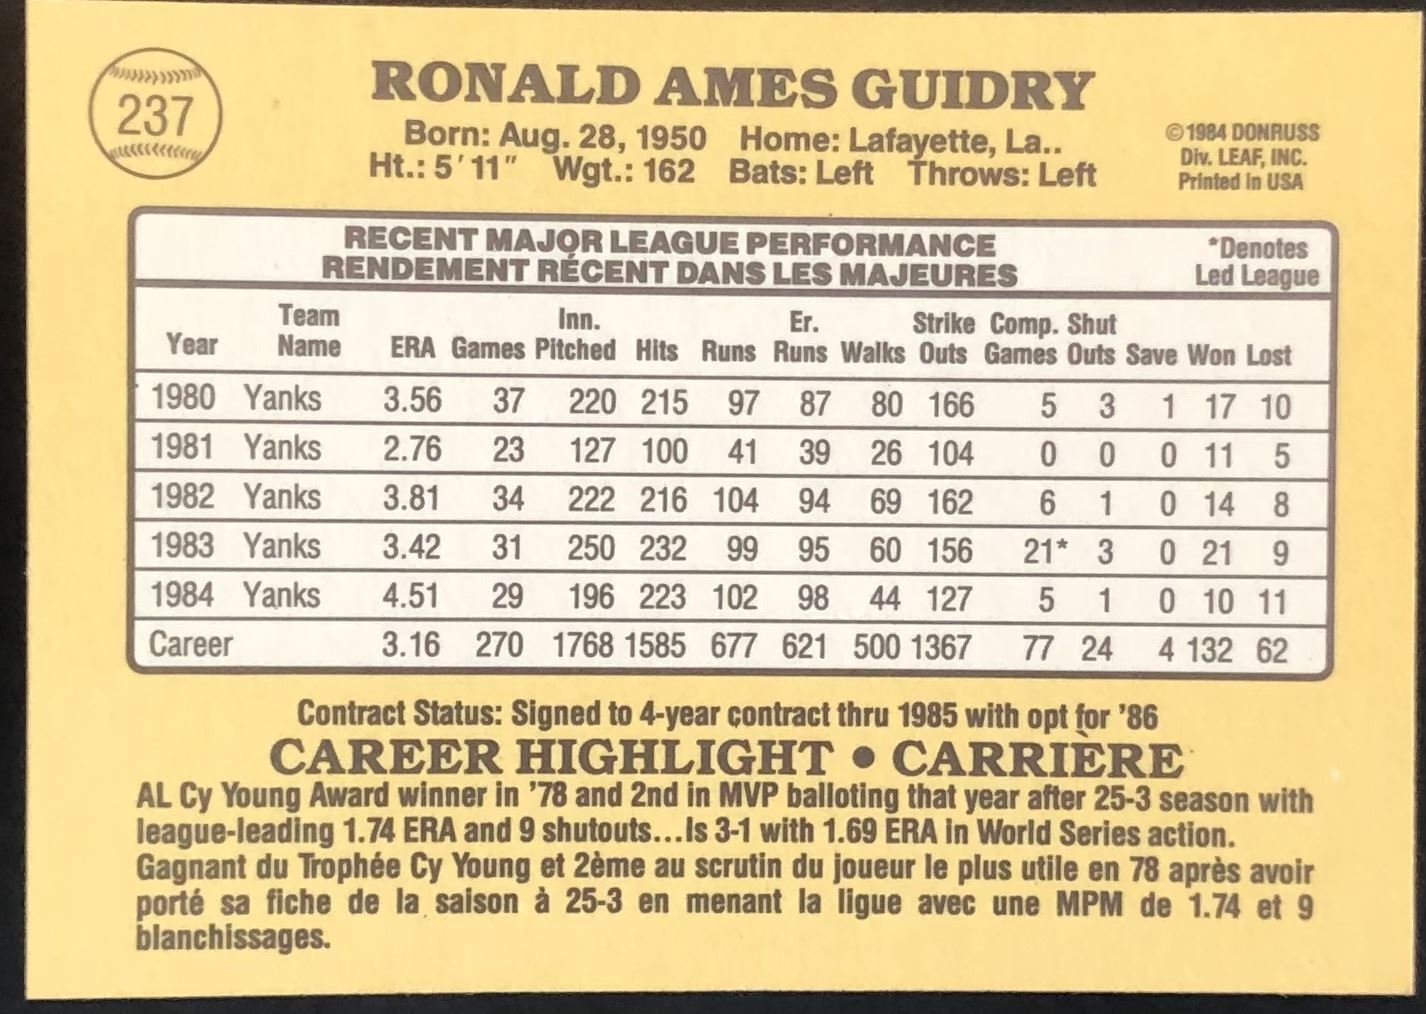 237
RONALD AMES GUIDRY
Born: Aug. 28, 1950 Home: Lafayette, La..
Ht.: 5'11" Wgt.: 162 Bats: Left Throws: Left
©1984 DONRUSS
Div. LEAF, INC.
Printed in USA
RECENT MAJOR LEAGUE PERFORMANCE
RENDEMENT RÉCENT DANS LES MAJEURES
*Denotes
Led League
Year Team Name ERA Games Inn. Pitched Hits Runs Er. Runs Walks Strike Outs Comp. Games Shut Outs Save Won Lost
1980 Yanks 3.56 37 220 215 97 87 80 166 5 3 1 17 10
1981 Yanks 2.76 23 127 100 41 39 26 104 0 0 0 11 5
1982 Yanks 3.81 34 222 216 104 94 69 162 6 1 0 14 8
1983 Yanks 3.42 31 250 232 99 95 60 156 21* 3 0 21 9
1984 Yanks 4.51 29 196 223 102 98 44 127 5 1 0 10 11
Career 3.16 270 1768 1585 677 621 500 1367 77 24 4 132 62
Contract Status: Signed to 4-year contract thru 1985 with opt for '86
CAREER HIGHLIGHT • CARRIÈRE
AL Cy Young Award winner in '78 and 2nd in MVP balloting that year after 25-3 season with
league-leading 1.74 ERA and 9 shutouts...Is 3-1 with 1.69 ERA in World Series action.
Gagnant du Trophée Cy Young et 2ème au scrutin du joueur le plus utile en 78 après avoir
porté sa fiche de la saison à 25-3 en menant la ligue avec une MPM de 1.74 et 9
blanchissages.